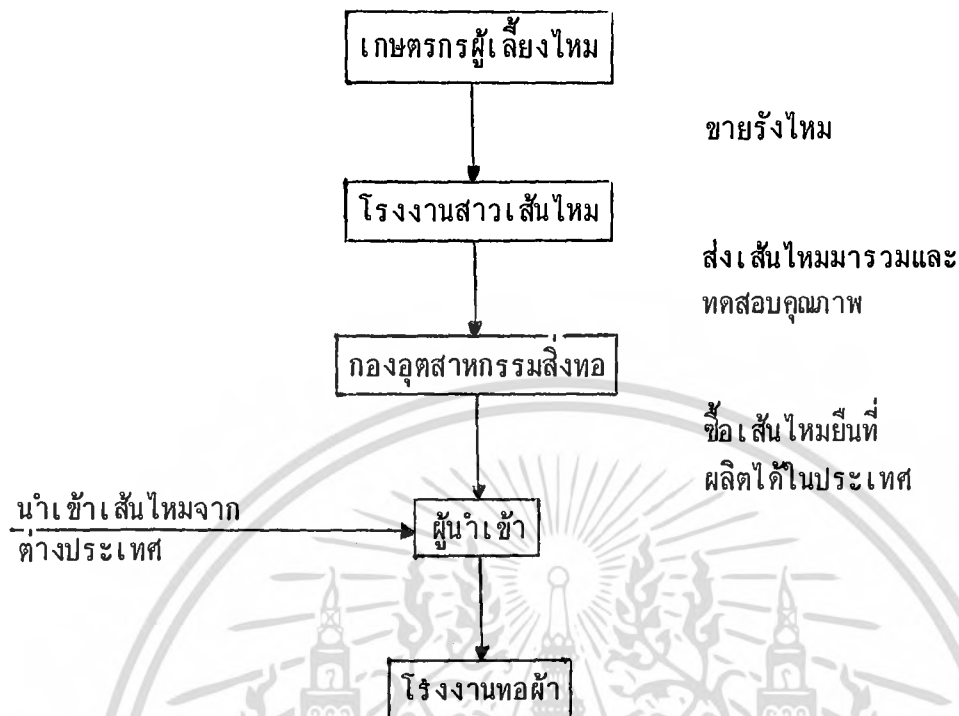 เกษตรกรผู้เลี้ยงไหม
ขายรังไหม
โรงงานสาวเส้นไหม
ส่งเส้นไหมมารวมและ
ทดสอบคุณภาพ
กองอุตสาหกรรมสิ่งทอ
ซื้อเส้นไหมยืนที่
ผลิตได้ในประเทศ
นำเข้าเส้นไหมจาก
ต่างประเทศ
ผู้นำเข้า
โรงงานทอผ้า